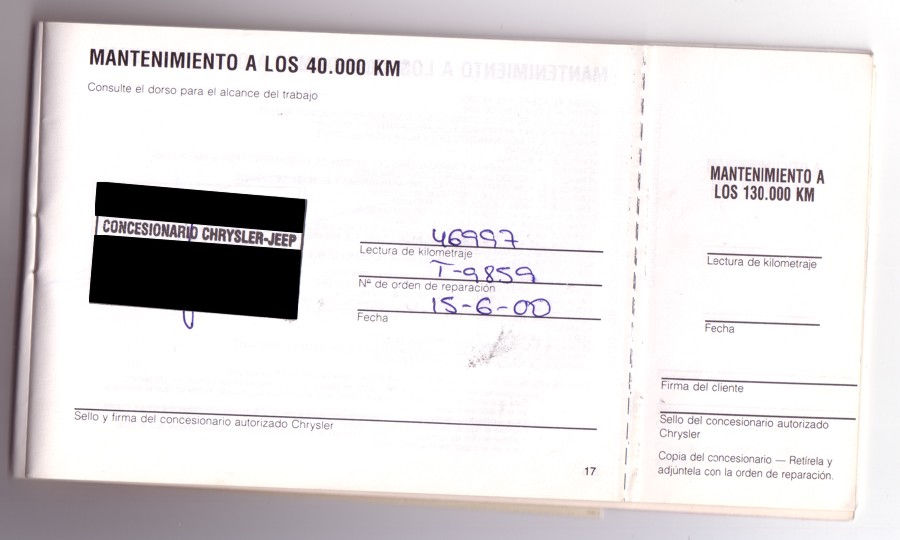 MANTENIMIENTO A LOS 40.000 KM
Consulte el dorso para el alcance del trabajo
CONCESIONARIO CHRYSLER-JEEP
46997
Lectura de kilometraje
T-9859
Nº de orden de reparación
15-6-00
Fecha
Sello y firma del concesionario autorizado Chrysler
17
MANTENIMIENTO A
LOS 130.000 KM
Lectura de kilometraje
Fecha
Firma del cliente
Sello del concesionario autorizado
Chrysler
Copia del concesionario — Retírela y
adjúntela con la orden de reparación.